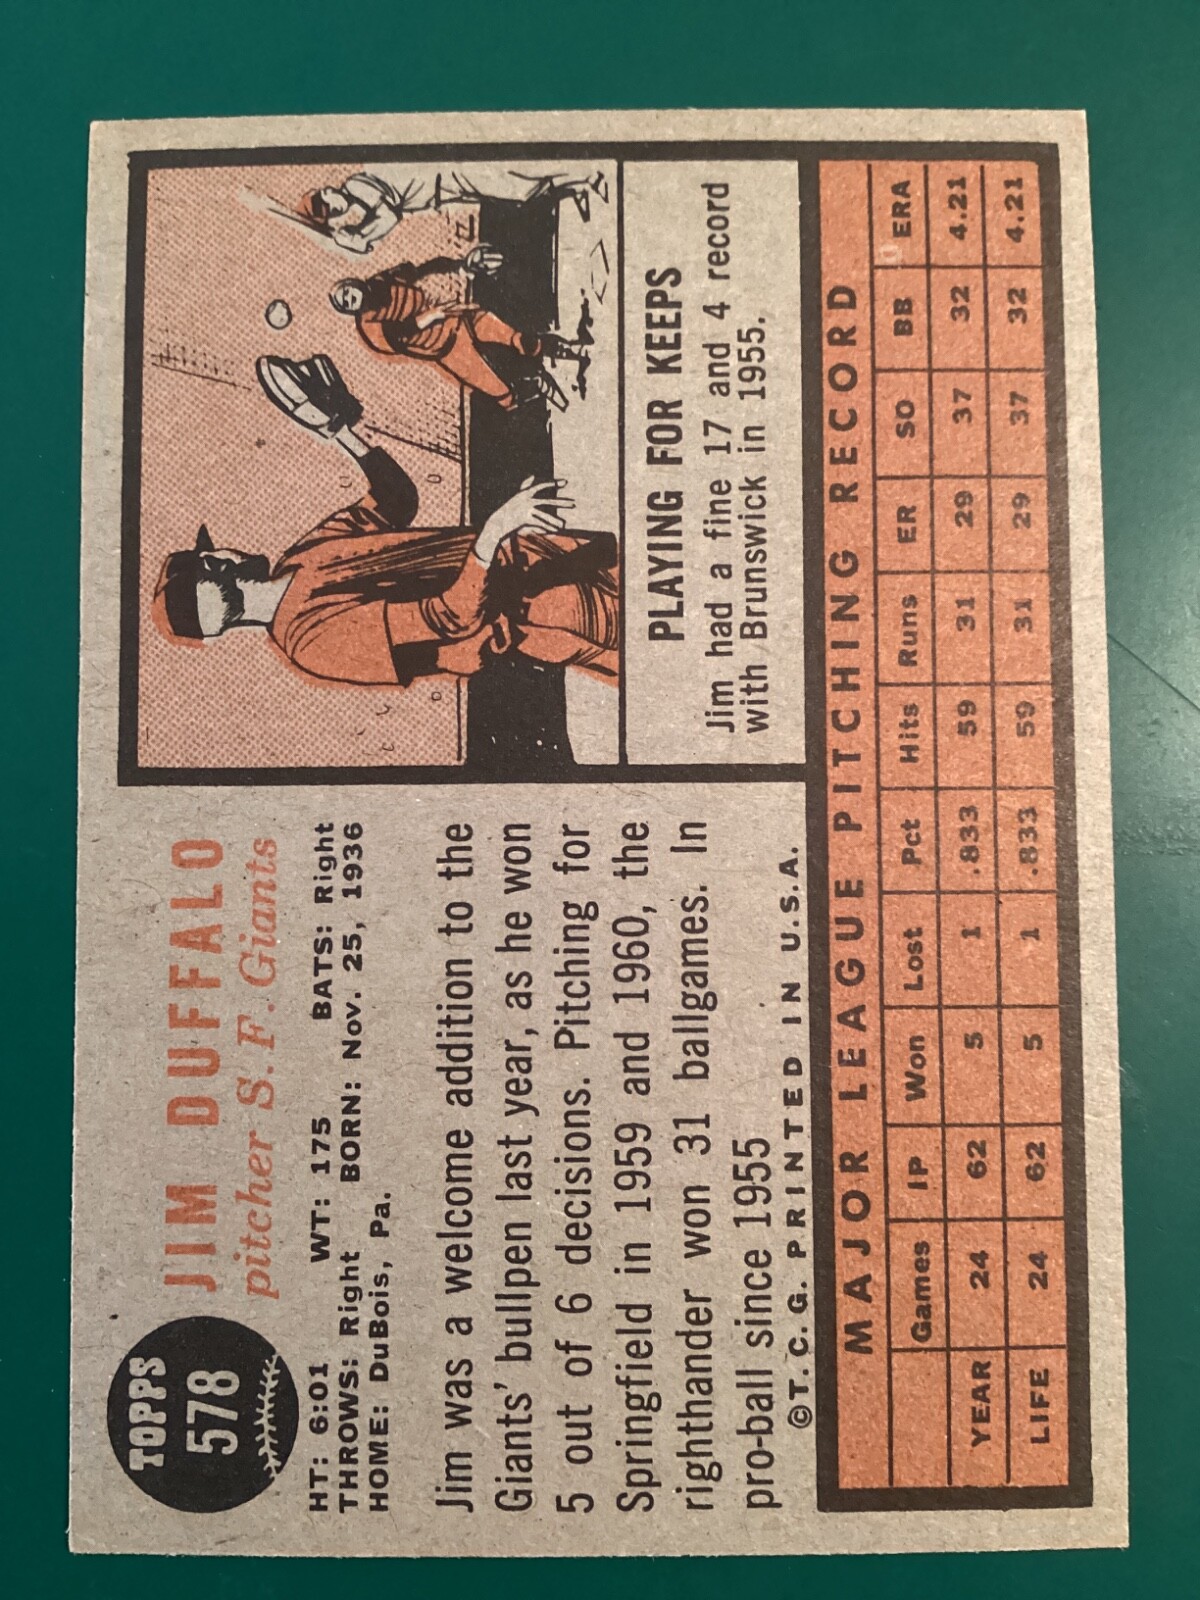 TOPPS
578
JIM DUFFALO
pitcher S. F. Giants
HT: 6:01 WT: 175 BATS: Right
THROWS: Right BORN: Nov. 25, 1936
HOME: DuBois, Pa.
Jim was a welcome addition to the
Giants' bullpen last year, as he won
5 out of 6 decisions. Pitching for
Springfield in 1959 and 1960, the
righthander won 31 ballgames. In
pro-ball since 1955
©T. C. G. PRINTED IN U.S.A.
PLAYING FOR KEEPS
Jim had a fine 17 and 4 record
with Brunswick in 1955.
MAJOR LEAGUE PITCHING RECORD
Games IP Won Lost Pct Hits Runs ER SO BB ERA
YEAR 24 62 5 1 .833 59 31 29 37 32 4.21
LIFE 24 62 5 1 .833 59 31 29 37 32 4.21